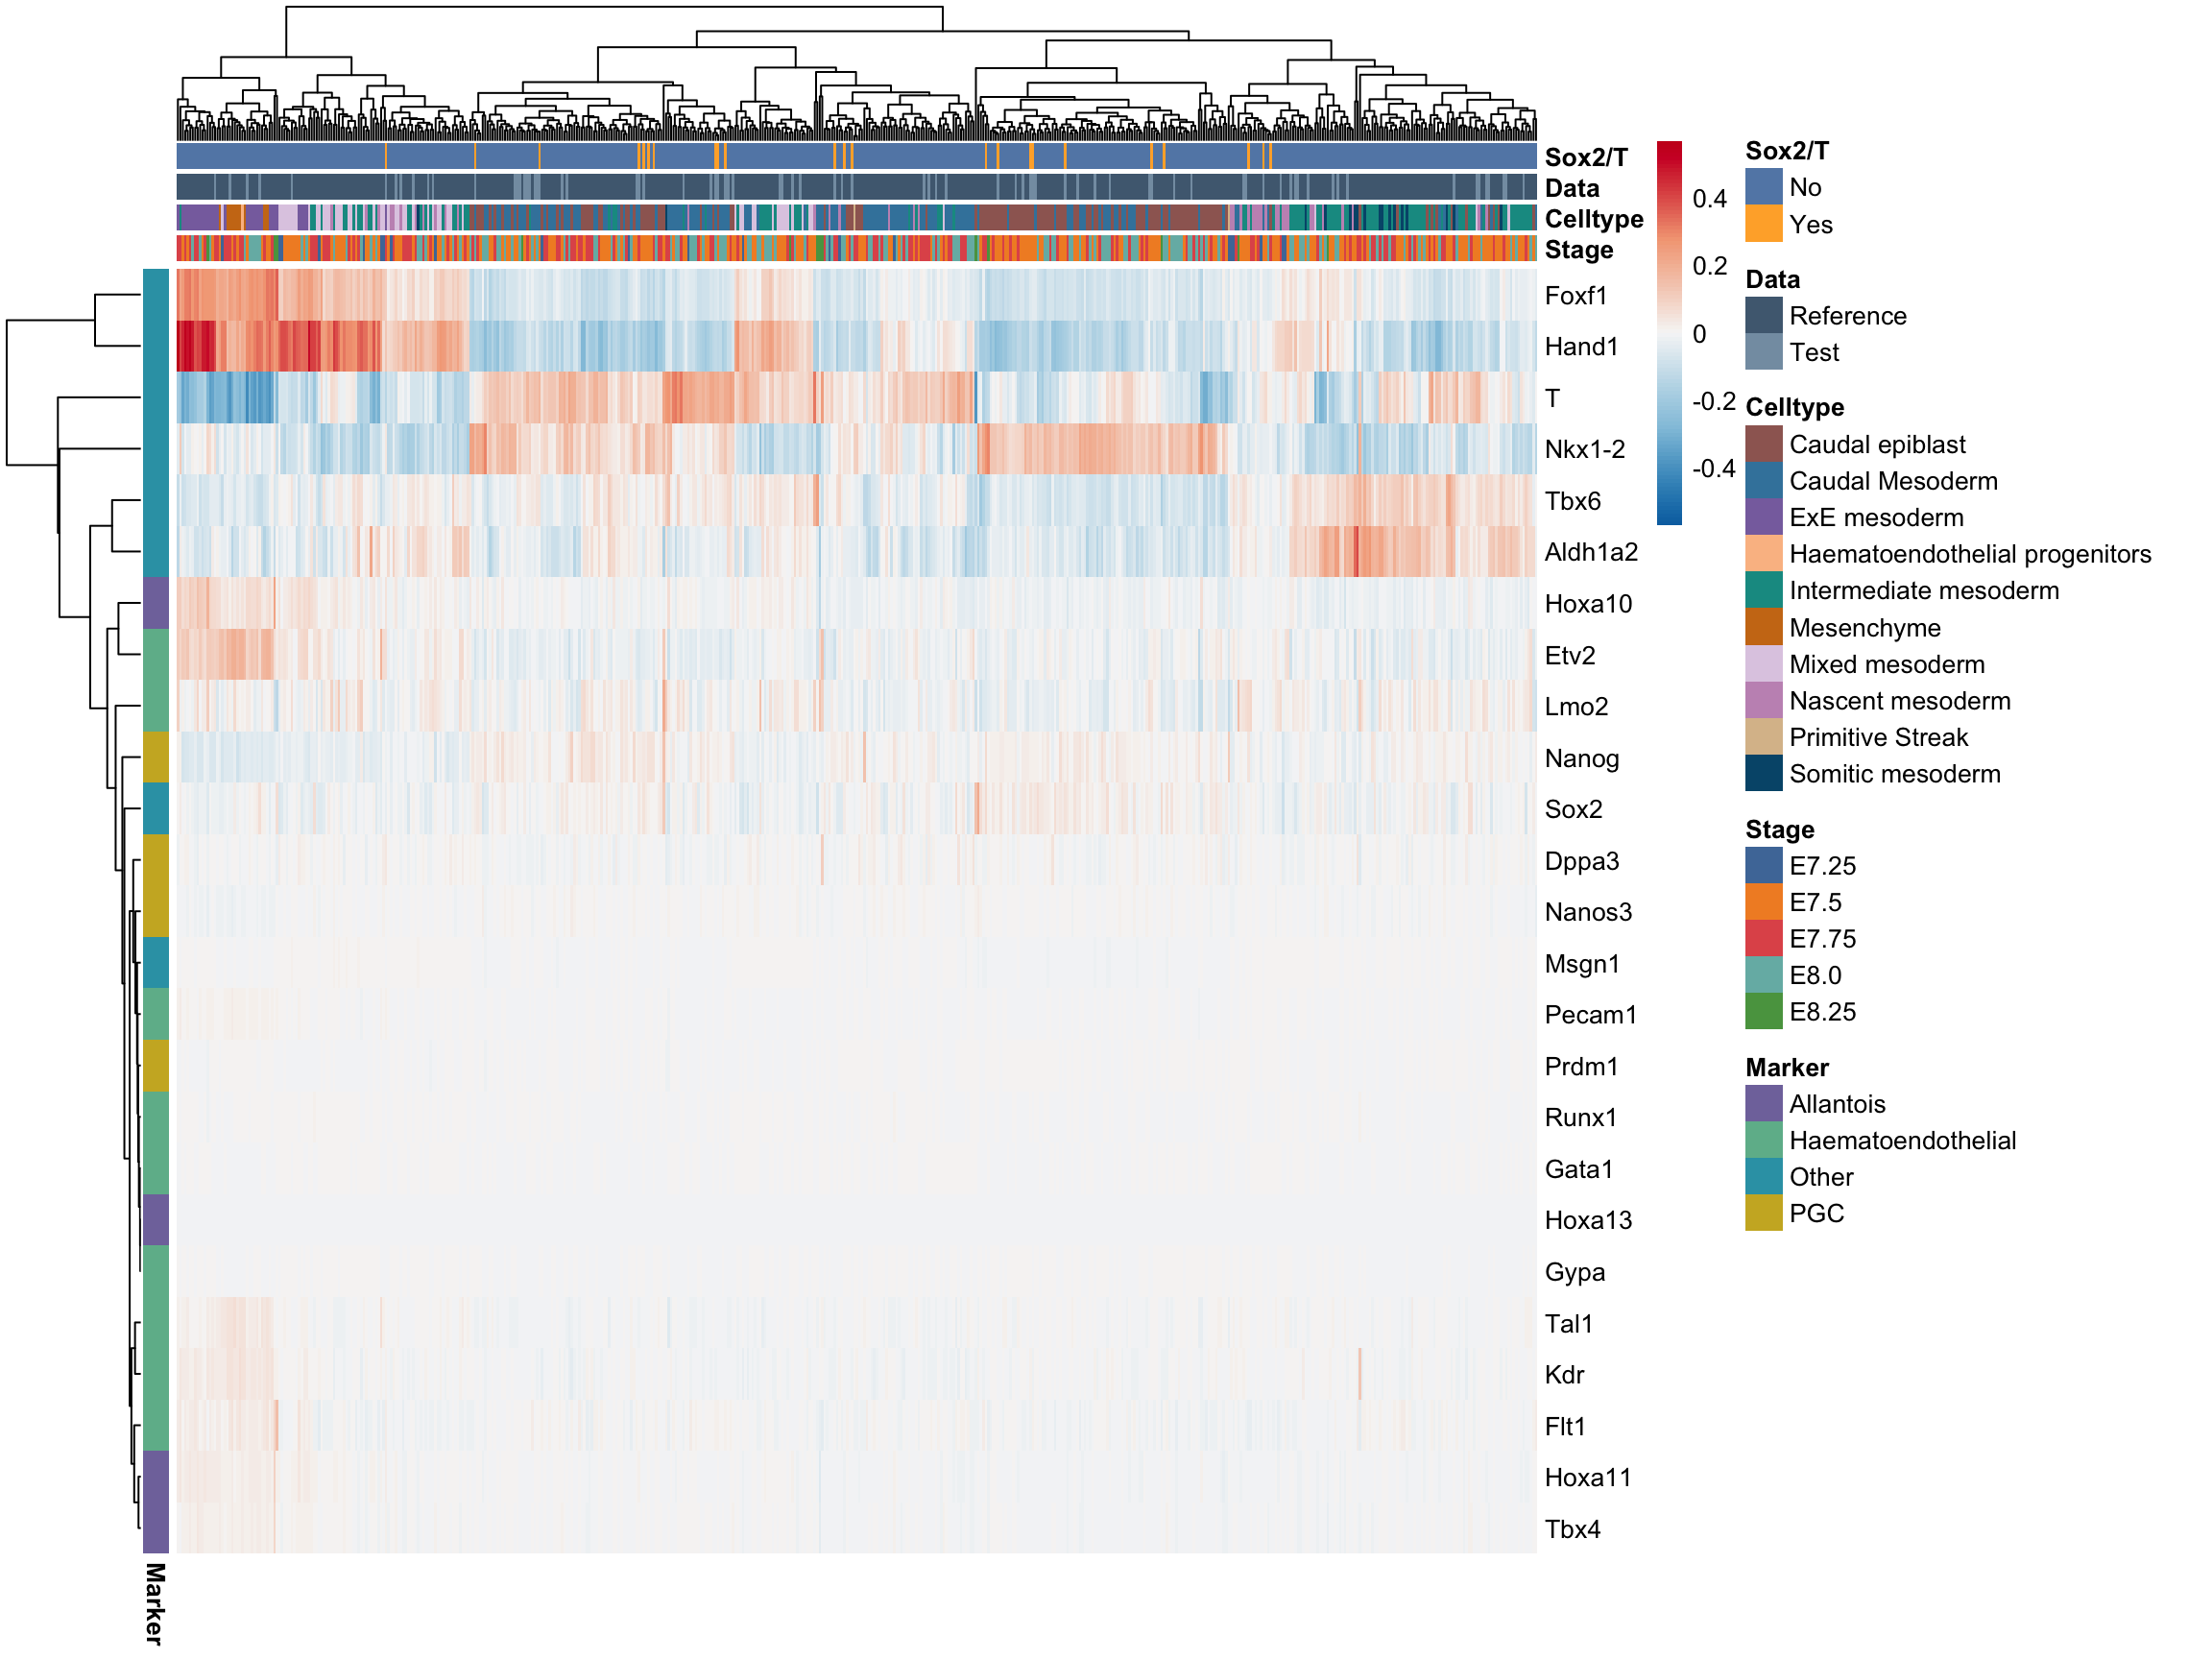 Sox2/T
Data
Celltype
Stage
Foxf1
Hand1
T
Nkx1-2
Tbx6
Aldh1a2
Hoxa10
Etv2
Lmo2
Nanog
Sox2
Dppa3
Nanos3
Msgn1
Pecam1
Prdm1
Runx1
Gata1
Hoxa13
Gypa
Tal1
Kdr
Flt1
Hoxa11
Tbx4
Marker
0.4
0.2
0
-0.2
-0.4
Sox2/T
No
Yes
Data
Reference
Test
Celltype
Caudal epiblast
Caudal Mesoderm
ExE mesoderm
Haematoendothelial progenitors
Intermediate mesoderm
Mesenchyme
Mixed mesoderm
Nascent mesoderm
Primitive Streak
Somitic mesoderm
Stage
E7.25
E7.5
E7.75
E8.0
E8.25
Marker
Allantois
Haematoendothelial
Other
PGC